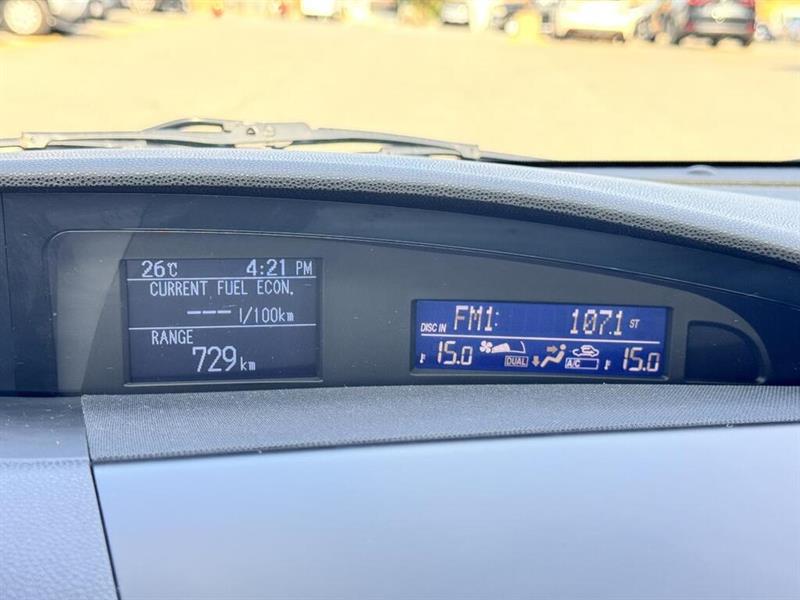 26℃ 4:21 PM
CURRENT FUEL ECON.
--- l/100km
RANGE
729 km
DISC IN FM1: 107.1 ST
15.0 DUAL A/C 15.0